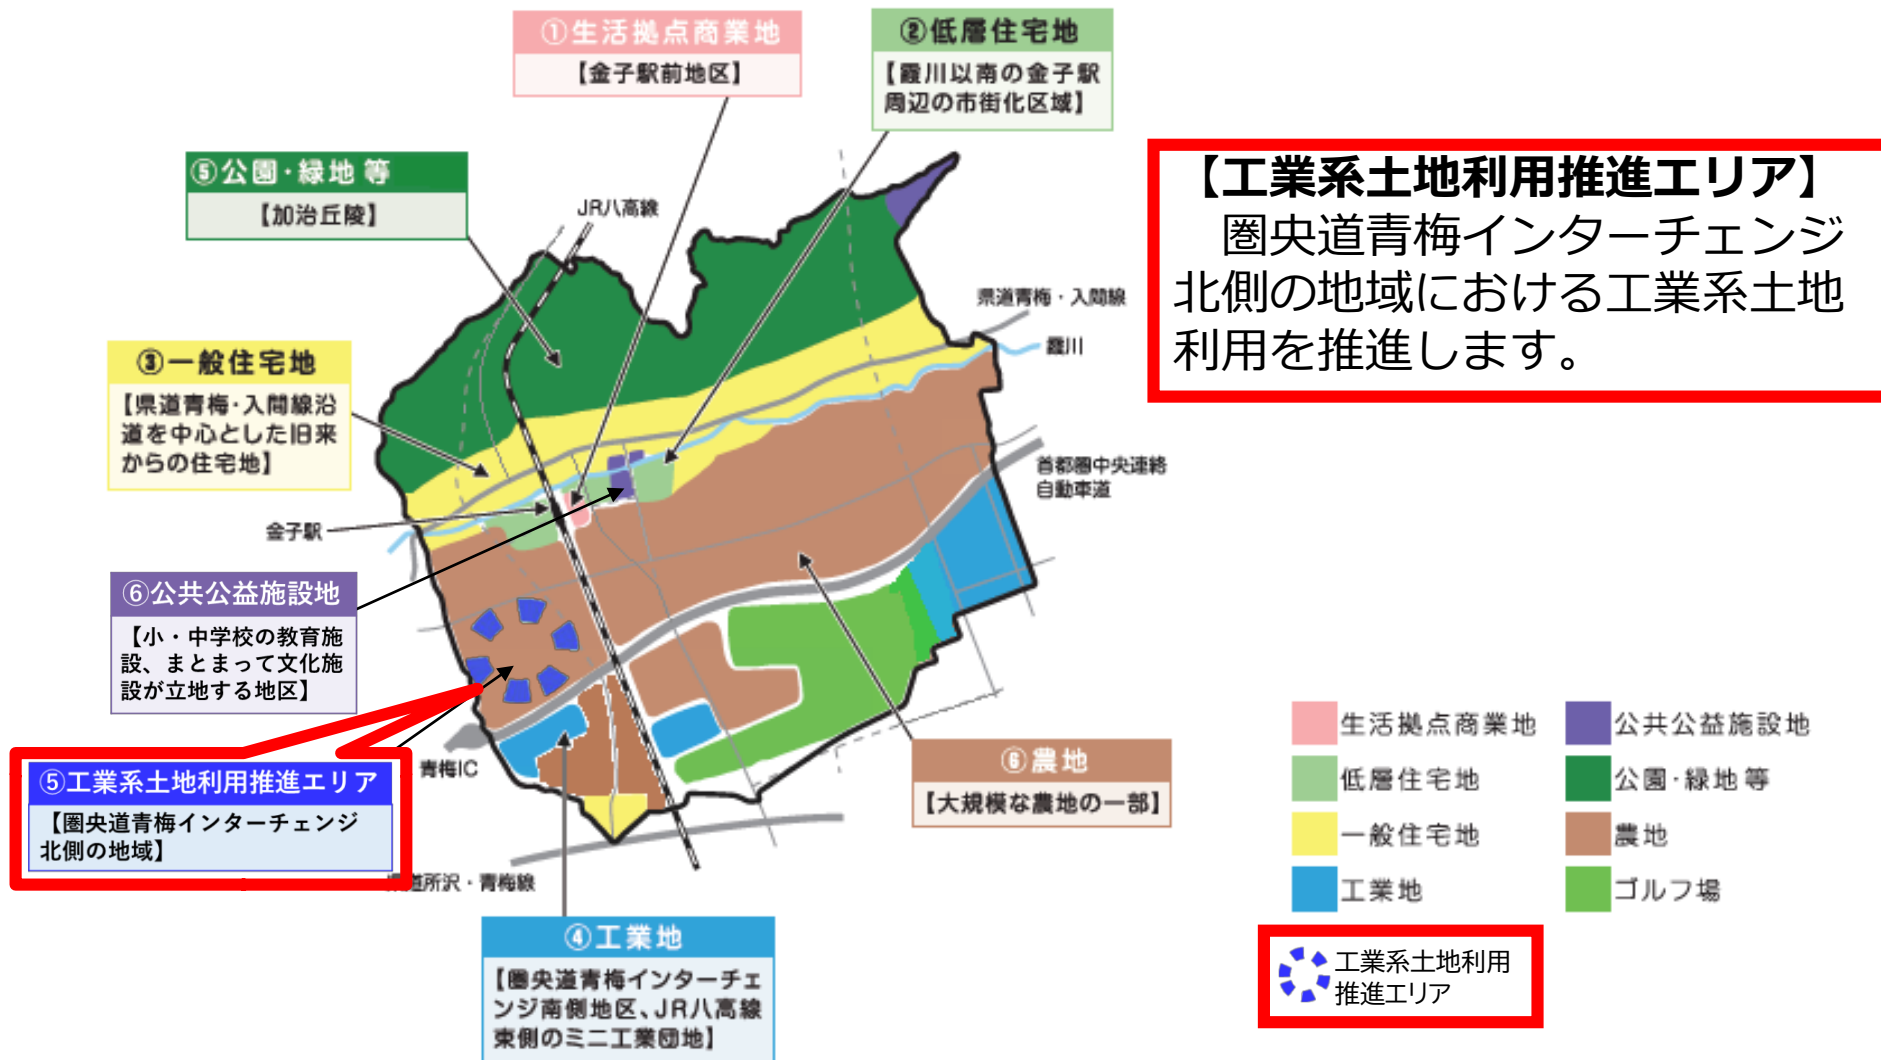 ①生活拠点商業地
【金子駅前地区】
②低層住宅地
【霞川以南の金子駅
周辺の市街化区域】
⑤公園・緑地 等
【加治丘陵】
JR八高線
【工業系土地利用推進エリア】
圏央道青梅インターチェンジ
北側の地域における工業系土地
利用を推進します。
県道青梅・入間線
霞川
③一般住宅地
【県道青梅・入間線沿
道を中心とした旧来
からの住宅地】
首都圏中央連絡
自動車道
金子駅
⑥公共公益施設地
【小・中学校の教育施
設、まとまって文化施
設が立地する地区】
青梅IC
⑤工業系土地利用推進エリア
【圏央道青梅インターチェンジ
北側の地域】
⑥農地
【大規模な農地の一部】
道所沢・青梅線
④工業地
【圏央道青梅インターチェ
ンジ南側地区、JR八高線
東側のミニ工業団地】
生活拠点商業地
低層住宅地
一般住宅地
工業地
公共公益施設地
公園・緑地 等
農地
ゴルフ場
工業系土地利用
推進エリア